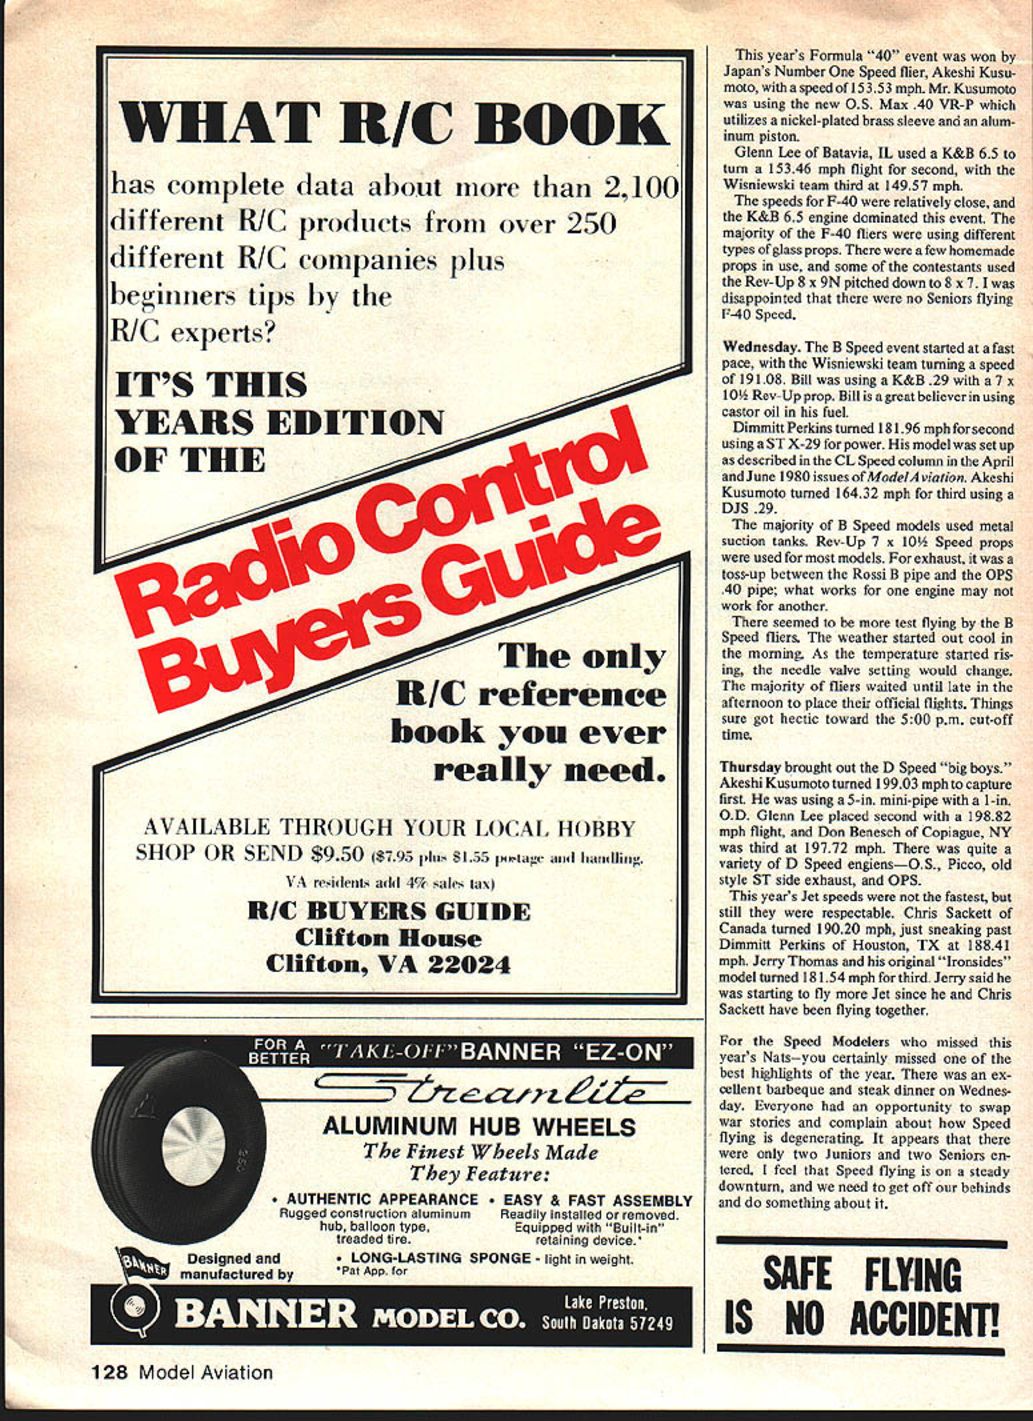 WHAT R/C BOOK
has complete data about more than 2,100
different R/C products from over 250
different R/C companies plus
beginners tips by the
R/C experts?
IT'S THIS
YEARS EDITION
OF THE
Radio Control
Buyers Guide
The only
R/C reference
book you ever
really need.
AVAILABLE THROUGH YOUR LOCAL HOBBY
SHOP OR SEND $9.50 ($7.95 plus $1.55 postage and handling.
VA residents add 4% sales tax)
R/C BUYERS GUIDE
Clifton House
Clifton, VA 22024
FOR A
BETTER "TAKE-OFF" BANNER "EZ-ON"
Streamlite
ALUMINUM HUB WHEELS
The Finest Wheels Made
They Feature:
• AUTHENTIC APPEARANCE
Rugged construction aluminum
hub, balloon type,
treaded tire.
• EASY & FAST ASSEMBLY
Readily installed or removed.
Equipped with "Built-in"
retaining device.*
• LONG-LASTING SPONGE - light in weight.
*Pat App. for
BANNER
Designed and
manufactured by
BANNER MODEL CO.
Lake Preston,
South Dakota 57249
This year's Formula "40" event was won by
Japan's Number One Speed flier, Akeshi Kusu-
moto, with a speed of 153.53 mph. Mr. Kusumoto
was using the new O.S. Max .40 VR-P which
utilizes a nickel-plated brass sleeve and an alum-
inum piston.
Glenn Lee of Batavia, IL used a K&B 6.5 to
turn a 153.46 mph flight for second, with the
Wisniewski team third at 149.57 mph.
The speeds for F-40 were relatively close, and
the K&B 6.5 engine dominated this event. The
majority of the F-40 fliers were using different
types of glass props. There were a few homemade
props in use, and some of the contestants used
the Rev-Up 8 x 9N pitched down to 8 x 7. I was
disappointed that there were no Seniors flying
F-40 Speed.
Wednesday. The B Speed event started at a fast
pace, with the Wisniewski team turning a speed
of 191.08. Bill was using a K&B .29 with a 7 x
10½ Rev-Up prop. Bill is a great believer in using
castor oil in his fuel.
Dimmitt Perkins turned 181.96 mph for second
using a ST X-29 for power. His model was set up
as described in the CL Speed column in the April
and June 1980 issues of Model Aviation. Akeshi
Kusumoto turned 164.32 mph for third using a
DJS .29.
The majority of B Speed models used metal
suction tanks. Rev-Up 7 x 10½ Speed props
were used for most models. For exhaust, it was a
toss-up between the Rossi B pipe and the OPS
.40 pipe; what works for one engine may not
work for another.
There seemed to be more test flying by the B
Speed fliers. The weather started out cool in
the morning. As the temperature started ris-
ing, the needle valve setting would change.
The majority of fliers waited until late in the
afternoon to place their official flights. Things
sure got hectic toward the 5:00 p.m. cut-off
time.
Thursday brought out the D Speed "big boys."
Akeshi Kusumoto turned 199.03 mph to capture
first. He was using a 5-in. mini-pipe with a 1-in.
O.D. Glenn Lee placed second with a 198.82
mph flight, and Don Benesch of Copiague, NY
was third at 197.72 mph. There was quite a
variety of D Speed engiens—O.S., Picco, old
style ST side exhaust, and OPS.
This year's Jet speeds were not the fastest, but
still they were respectable. Chris Sackett of
Canada turned 190.20 mph, just sneaking past
Dimmitt Perkins of Houston, TX at 188.41
mph. Jerry Thomas and his original "Ironsides"
model turned 181.54 mph for third. Jerry said he
was starting to fly more Jet since he and Chris
Sackett have been flying together.
For the Speed Modelers who missed this
year's Nats—you certainly missed one of the
best highlights of the year. There was an ex-
cellent barbeque and steak dinner on Wednes-
day. Everyone had an opportunity to swap
war stories and complain about how Speed
flying is degenerating. It appears that there
were only two Juniors and two Seniors en-
tered. I feel that Speed flying is on a steady
downturn, and we need to get off our behinds
and do something about it.
SAFE FLYING
IS NO ACCIDENT!
128 Model Aviation